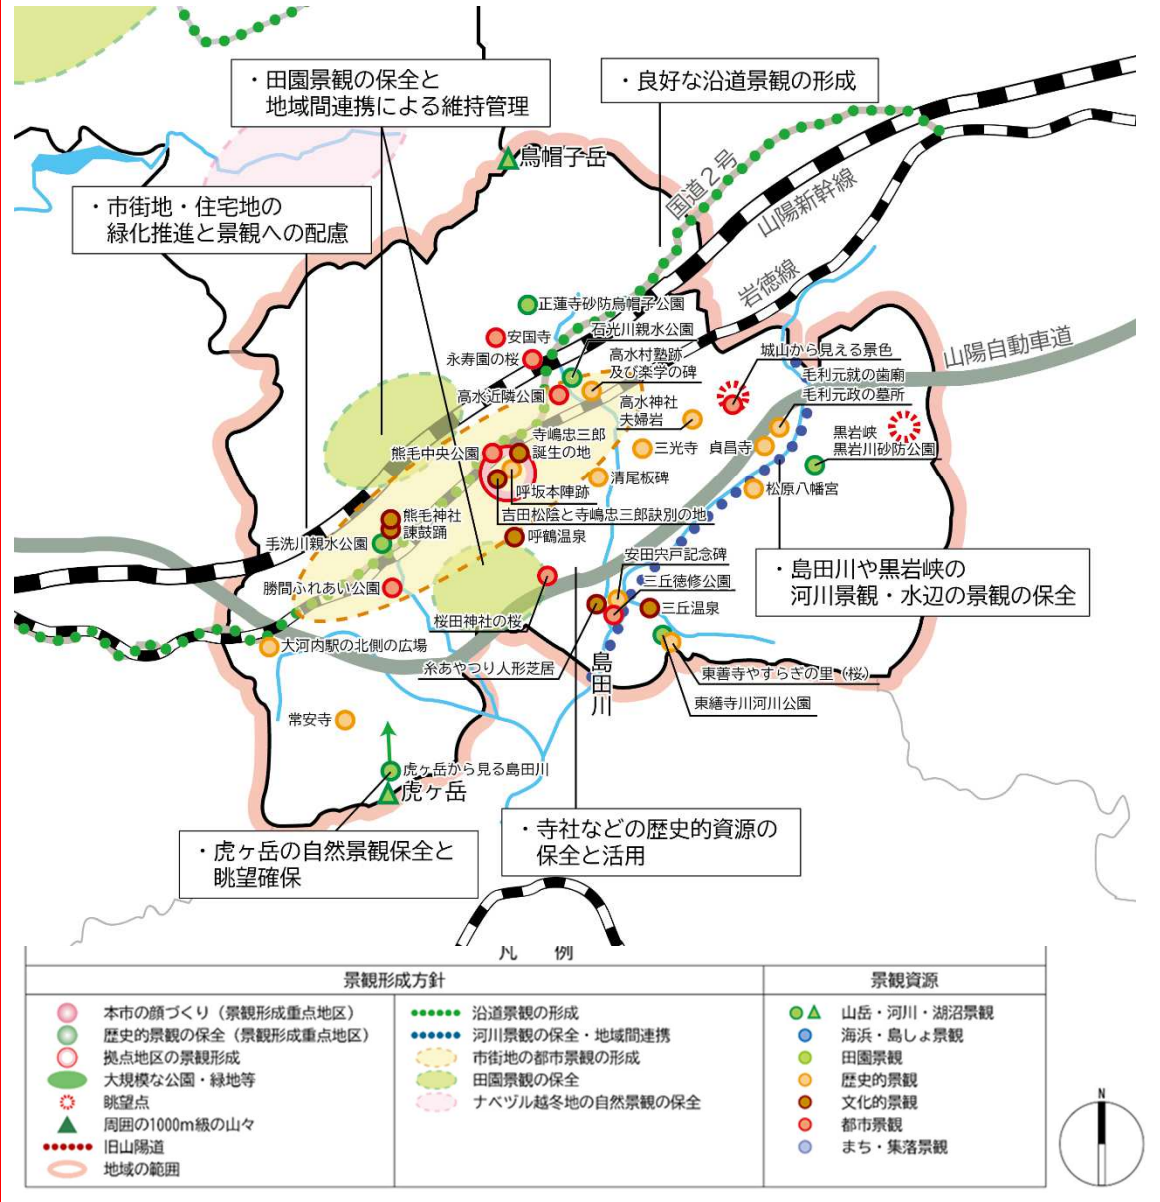 ・田園景観の保全と
地域間連携による維持管理
・良好な沿道景観の形成
烏帽子岳
・市街地・住宅地の
緑化推進と景観への配慮
国道２号
山陽新幹線
岩徳線
山陽自動車道
正蓮寺砂防烏帽子公園
安国寺
石光川親水公園
永寿園の桜
高水村塾跡
及び楽学の碑
城山から見える景色
毛利元就の歯廟
毛利元政の墓所
高水近隣公園
高水神社
夫婦岩
寺嶋忠三郎
誕生の地
熊毛中央公園
三光寺
貞昌寺
黒岩峡
黒岩川砂防公園
清尾板碑
呼坂本陣跡
松原八幡宮
吉田松陰と寺嶋忠三郎訣別の地
熊毛神社
諫鼓踊
手洗川親水公園
呼鶴温泉
安田宍戸記念碑
勝間ふれあい公園
三丘徳修公園
・島田川や黒岩峡の
河川景観・水辺の景観の保全
桜田神社の桜
三丘温泉
大河内駅の北側の広場
糸あやつり人形芝居
島田川
東善寺やすらぎの里（桜）
東繕寺川河川公園
常安寺
虎ヶ岳から見る島田川
虎ヶ岳
・虎ヶ岳の自然景観保全と
眺望確保
・寺社などの歴史的資源の
保全と活用
凡 例
景観形成方針
景観資源
本市の顔づくり（景観形成重点地区）
歴史的景観の保全（景観形成重点地区）
拠点地区の景観形成
大規模な公園・緑地等
眺望点
周囲の1000m級の山々
旧山陽道
地域の範囲
沿道景観の形成
河川景観の保全・地域間連携
市街地の都市景観の形成
田園景観の保全
ナベヅル越冬地の自然景観の保全
山岳・河川・湖沼景観
海浜・島しょ景観
田園景観
歴史的景観
文化的景観
都市景観
まち・集落景観
N